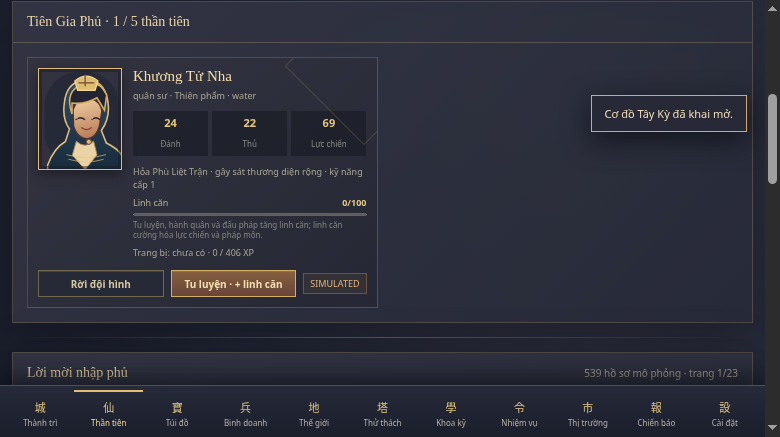 Tiên Gia Phủ · 1 / 5 thần tiên
Khương Tử Nha
quân sư · Thiên phẩm · water
24 22 69
Đánh Thủ Lực chiến
Cơ đồ Tây Kỳ đã khai mở.
Hỏa Phù Liệt Trận · gây sát thương diện rộng · kỹ năng
cấp 1
Linh căn 0/100
Tu luyện, hành quân và đấu pháp tăng linh căn; linh căn
cường hóa lực chiến và pháp môn.
Trang bị: chưa có · 0 / 406 XP
Rời đội hình Tu luyện · + linh căn SIMULATED
Lời mời nhập phủ 539 hồ sơ mô phỏng · trang 1/23
城 仙 寶 兵 地 塔 學 令 市 報 設
Thành trì Thần tiên Túi đồ Binh doanh Thế giới Thử thách Khoa kỹ Nhiệm vụ Thị trường Chiến báo Cài đặt